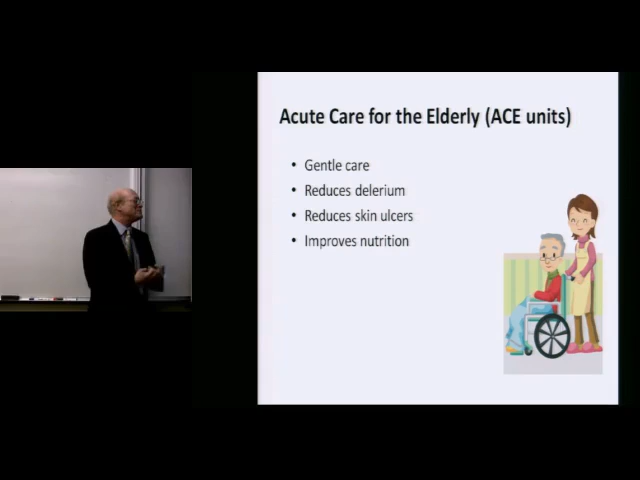 Acute Care for the Elderly (ACE units)
• Gentle care
• Reduces delerium
• Reduces skin ulcers
• Improves nutrition